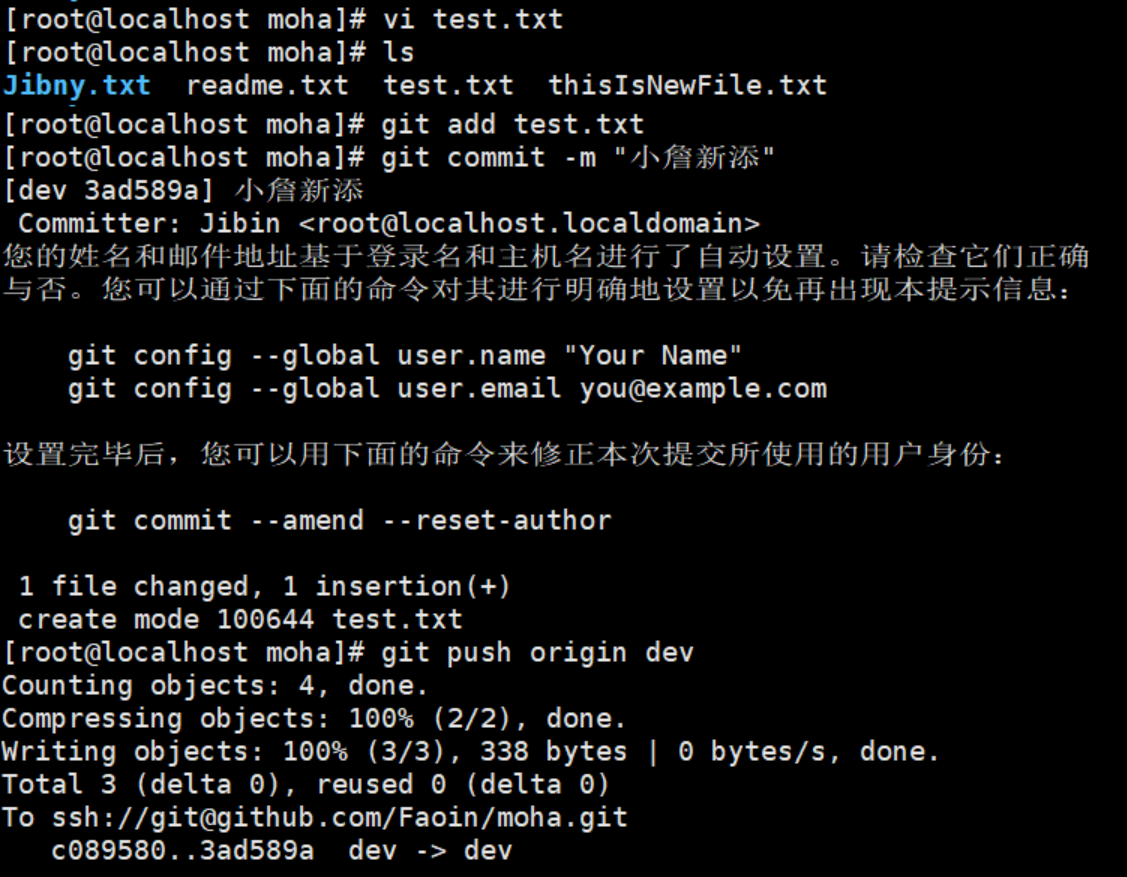 [root@localhost moha]# vi test.txt
[root@localhost moha]# ls
Jibny.txt  readme.txt  test.txt  thisIsNewFile.txt
[root@localhost moha]# git add test.txt
[root@localhost moha]# git commit -m "小詹新添"
[dev 3ad589a] 小詹新添
 Committer: Jibin <root@localhost.localdomain>
您的姓名和邮件地址基于登录名和主机名进行了自动设置。请检查它们正确
与否。您可以通过下面的命令对其进行明确地设置以免再出现本提示信息：
    git config --global user.name "Your Name"
    git config --global user.email you@example.com
设置完毕后，您可以用下面的命令来修正本次提交所使用的用户身份：
    git commit --amend --reset-author
 1 file changed, 1 insertion(+)
 create mode 100644 test.txt
[root@localhost moha]# git push origin dev
Counting objects: 4, done.
Compressing objects: 100% (2/2), done.
Writing objects: 100% (3/3), 338 bytes | 0 bytes/s, done.
Total 3 (delta 0), reused 0 (delta 0)
To ssh://git@github.com/Faoin/moha.git
   c089580..3ad589a  dev -> dev